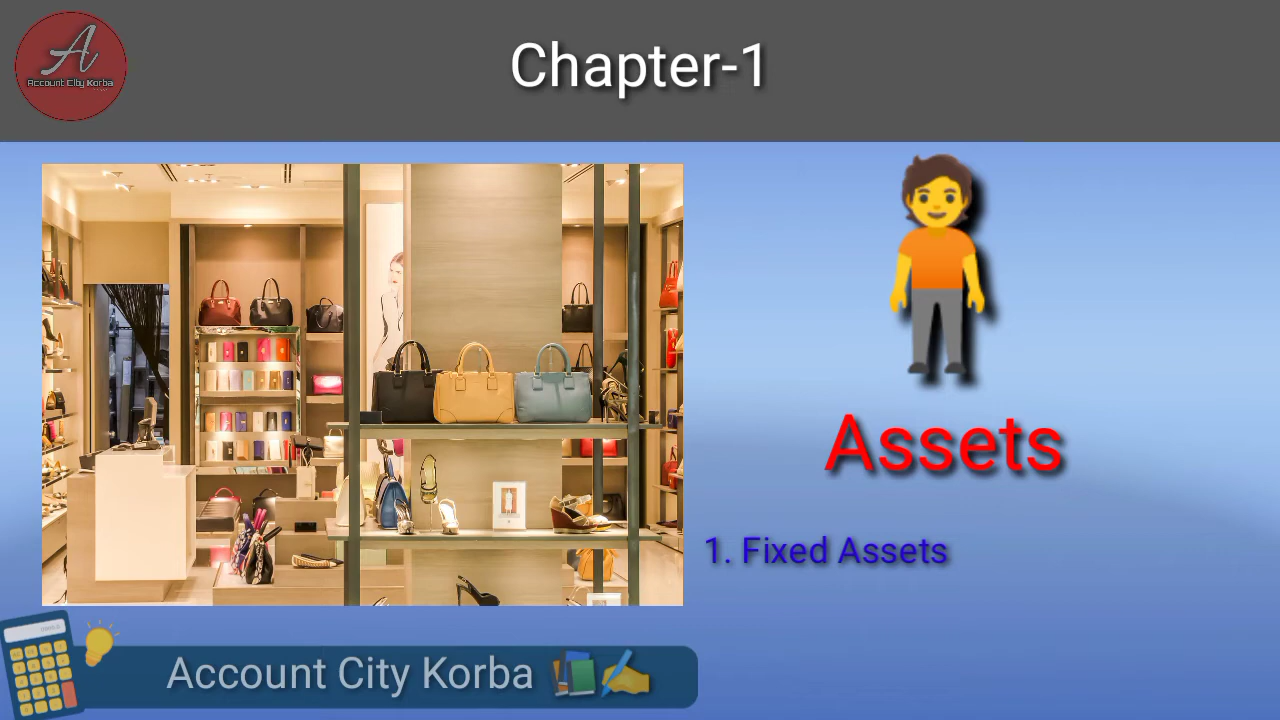 Account City Korba
Chapter-1
Assets
1. Fixed Assets
Account City Korba